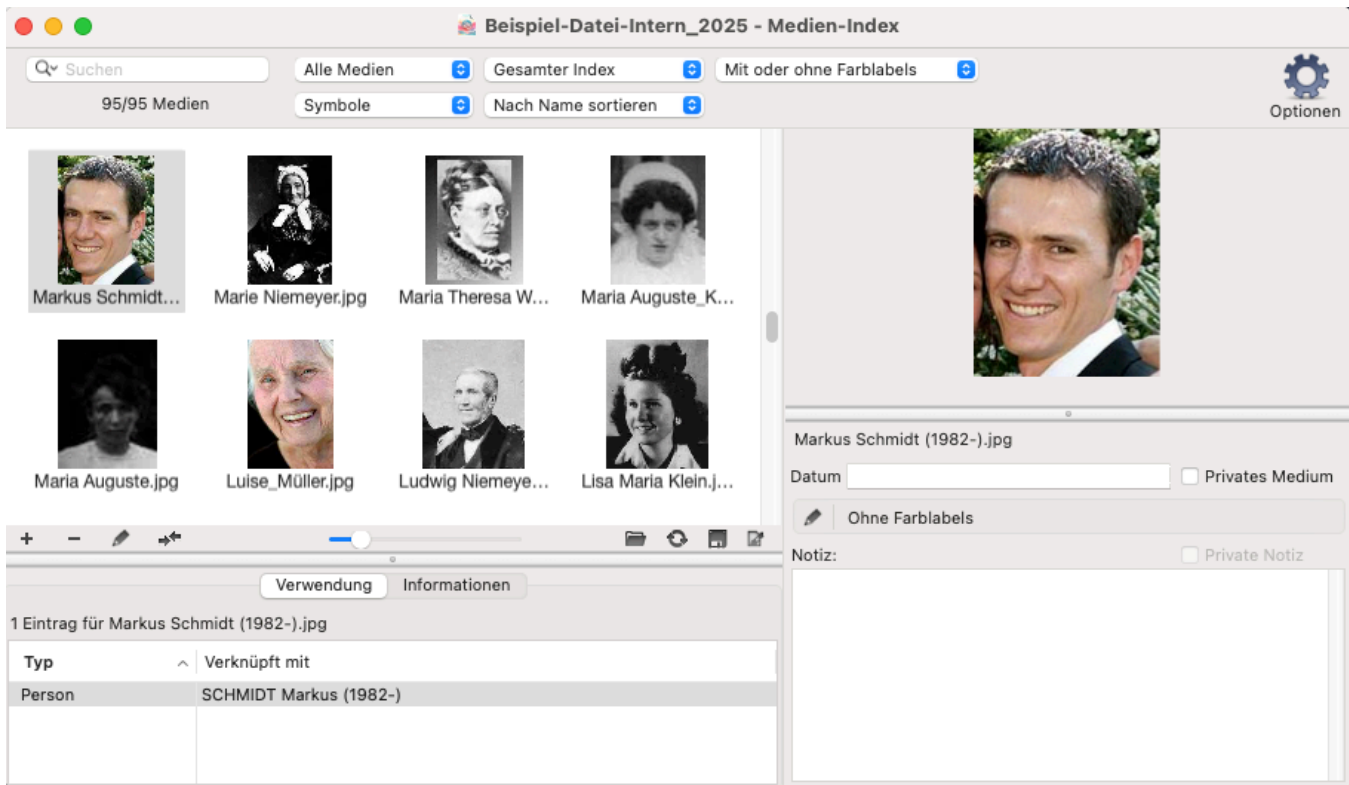 Beispiel-Datei-Intern_2025 - Medien-Index
Suchen
Alle Medien
Gesamter Index
Mit oder ohne Farblabels
95/95 Medien
Symbole
Nach Name sortieren
Optionen
Markus Schmidt...
Marie Niemeyer.jpg
Maria Theresa W...
Maria Auguste_K...
Maria Auguste.jpg
Luise_Müller.jpg
Ludwig Niemeye...
Lisa Maria Klein.j...
Markus Schmidt (1982-).jpg
Datum
Privates Medium
Ohne Farblabels
Notiz:
Private Notiz
Verwendung
Informationen
1 Eintrag für Markus Schmidt (1982-).jpg
Typ
Verknüpft mit
Person
SCHMIDT Markus (1982-)